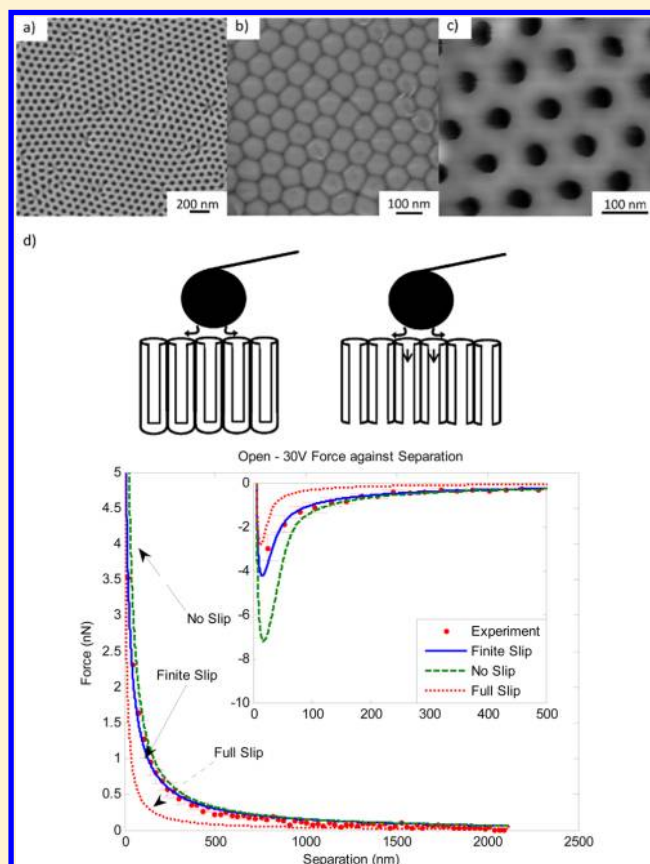 a)
b)
c)
200 nm
100 nm
100 nm
d)
Open - 30V Force against Separation
5
4.5
4
3.5
3
2.5
2
1.5
1
0.5
0
Force (nN)
0
500
1000
1500
2000
2500
Separation (nm)
No Slip
Finite Slip
Full Slip
0
-2
-4
-6
-8
-10
0
100
200
300
400
500
Experiment
Finite Slip
No Slip
Full Slip